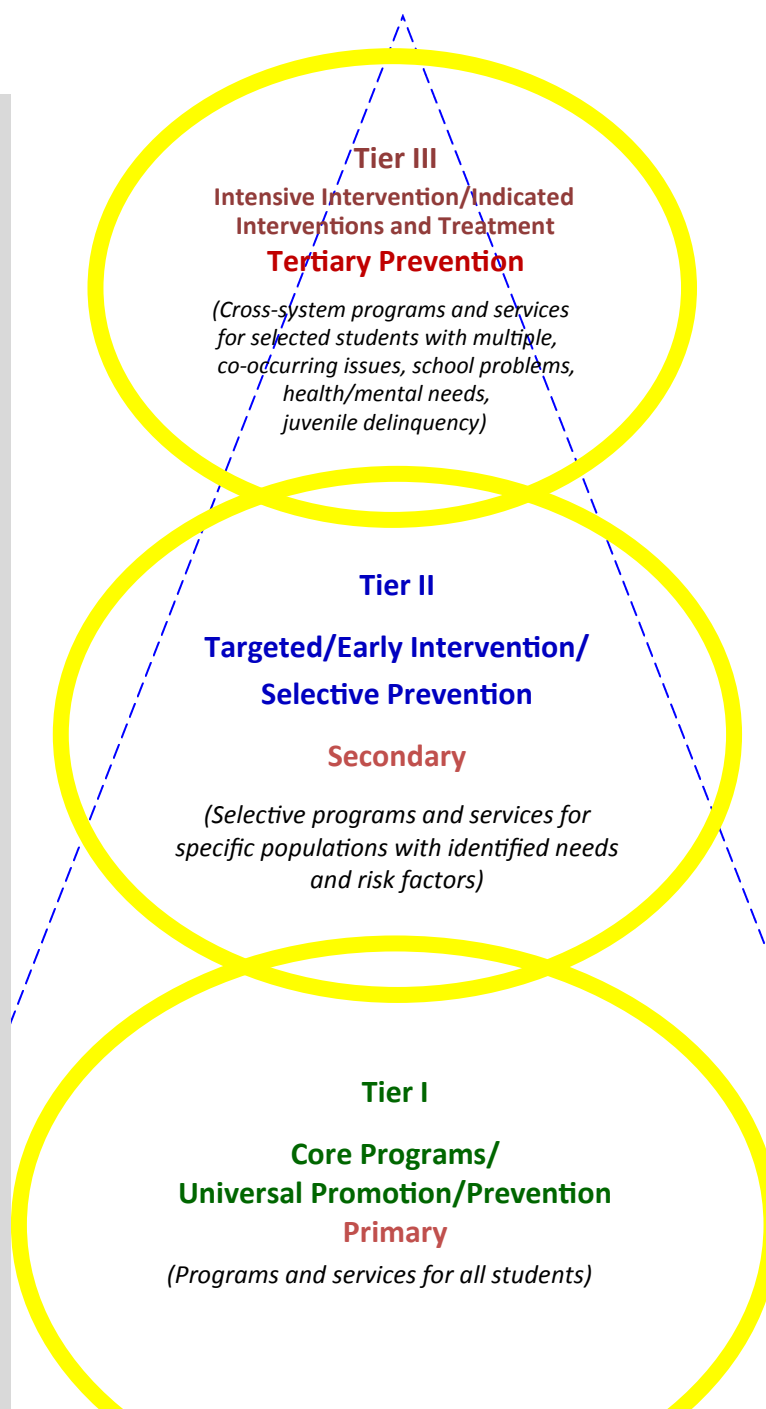 Tier III
Intensive Intervention/Indicated
Interventions and Treatment
Tertiary Prevention
(Cross-system programs and services
for selected students with multiple,
co-occurring issues, school problems,
health/mental needs,
juvenile delinquency)
Tier II
Targeted/Early Intervention/
Selective Prevention
Secondary
(Selective programs and services for
specific populations with identified needs
and risk factors)
Tier I
Core Programs/
Universal Promotion/Prevention
Primary
(Programs and services for all students)